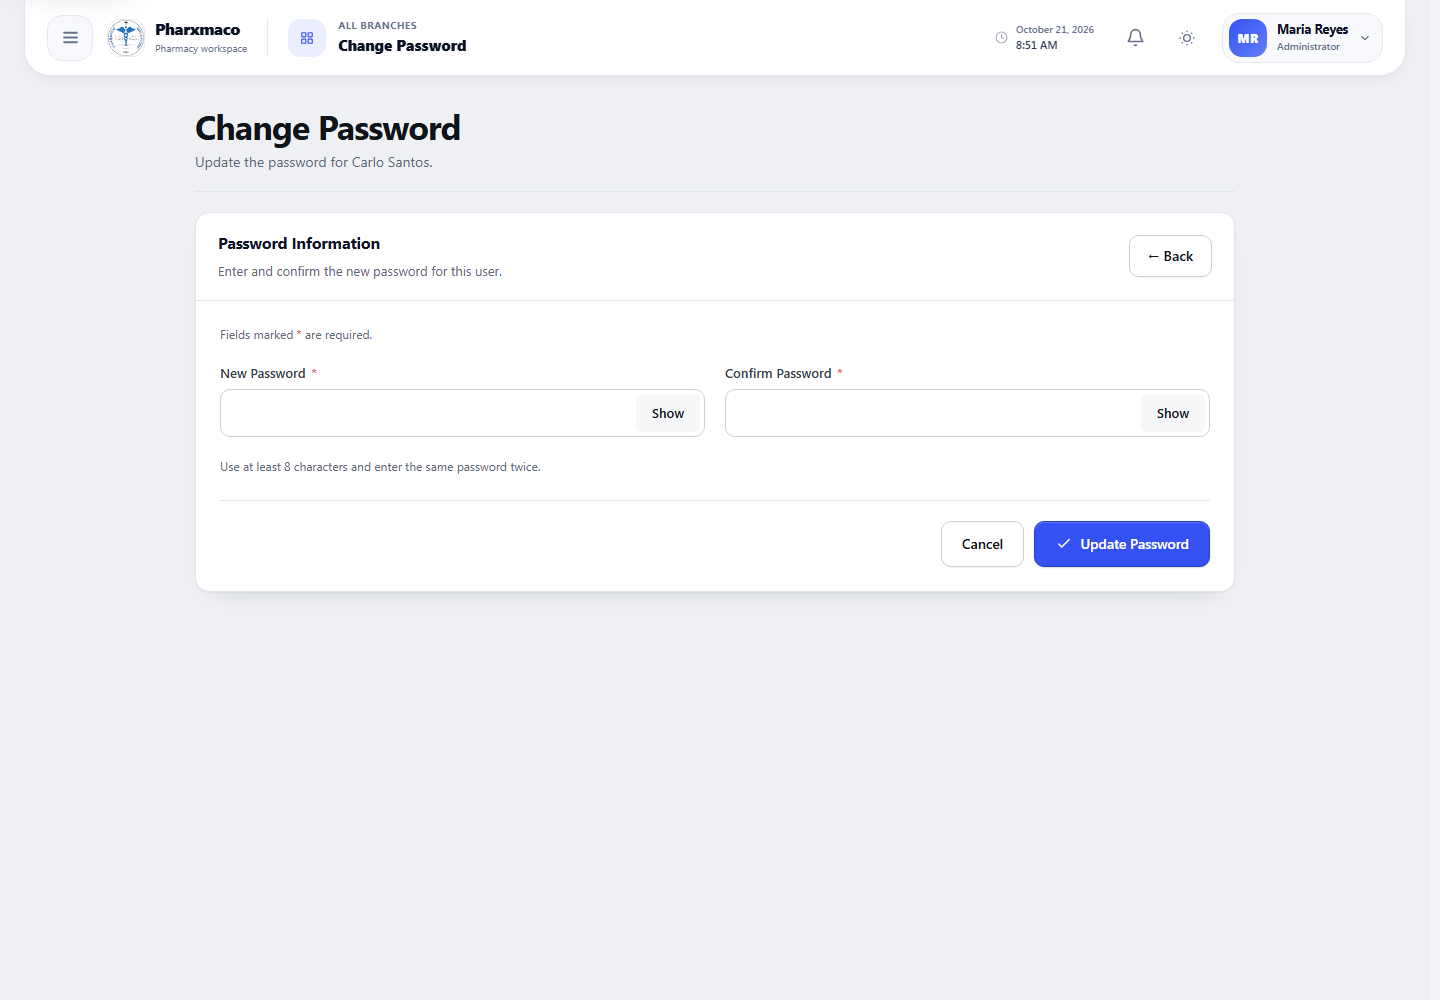 Pharxmaco
Pharmacy workspace
ALL BRANCHES
Change Password
October 21, 2026
8:51 AM
MR
Maria Reyes
Administrator
Change Password
Update the password for Carlo Santos.
Password Information
Enter and confirm the new password for this user.
← Back
Fields marked * are required.
New Password *
Confirm Password *
Show
Show
Use at least 8 characters and enter the same password twice.
Cancel
Update Password